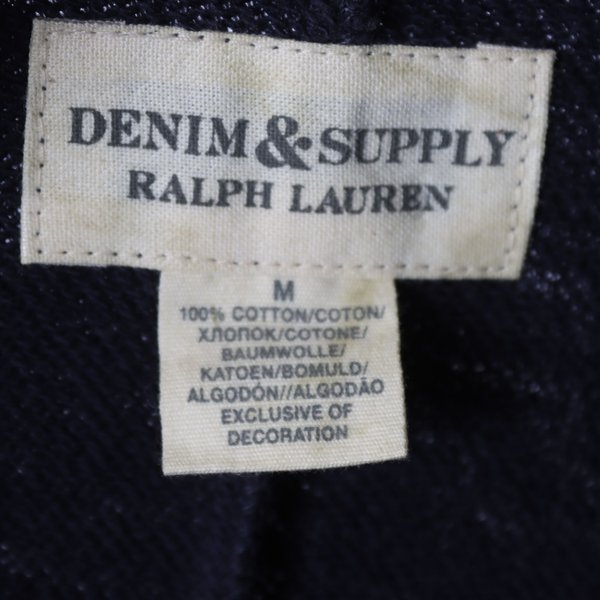 DENIM & SUPPLY
RALPH LAUREN
M
100% COTTON/COTON/
ХЛОПОК/COTONE/
BAUMWOLLE/
KATOEN/BOMULD/
ALGODÓN//ALGODÃO
EXCLUSIVE OF
DECORATION